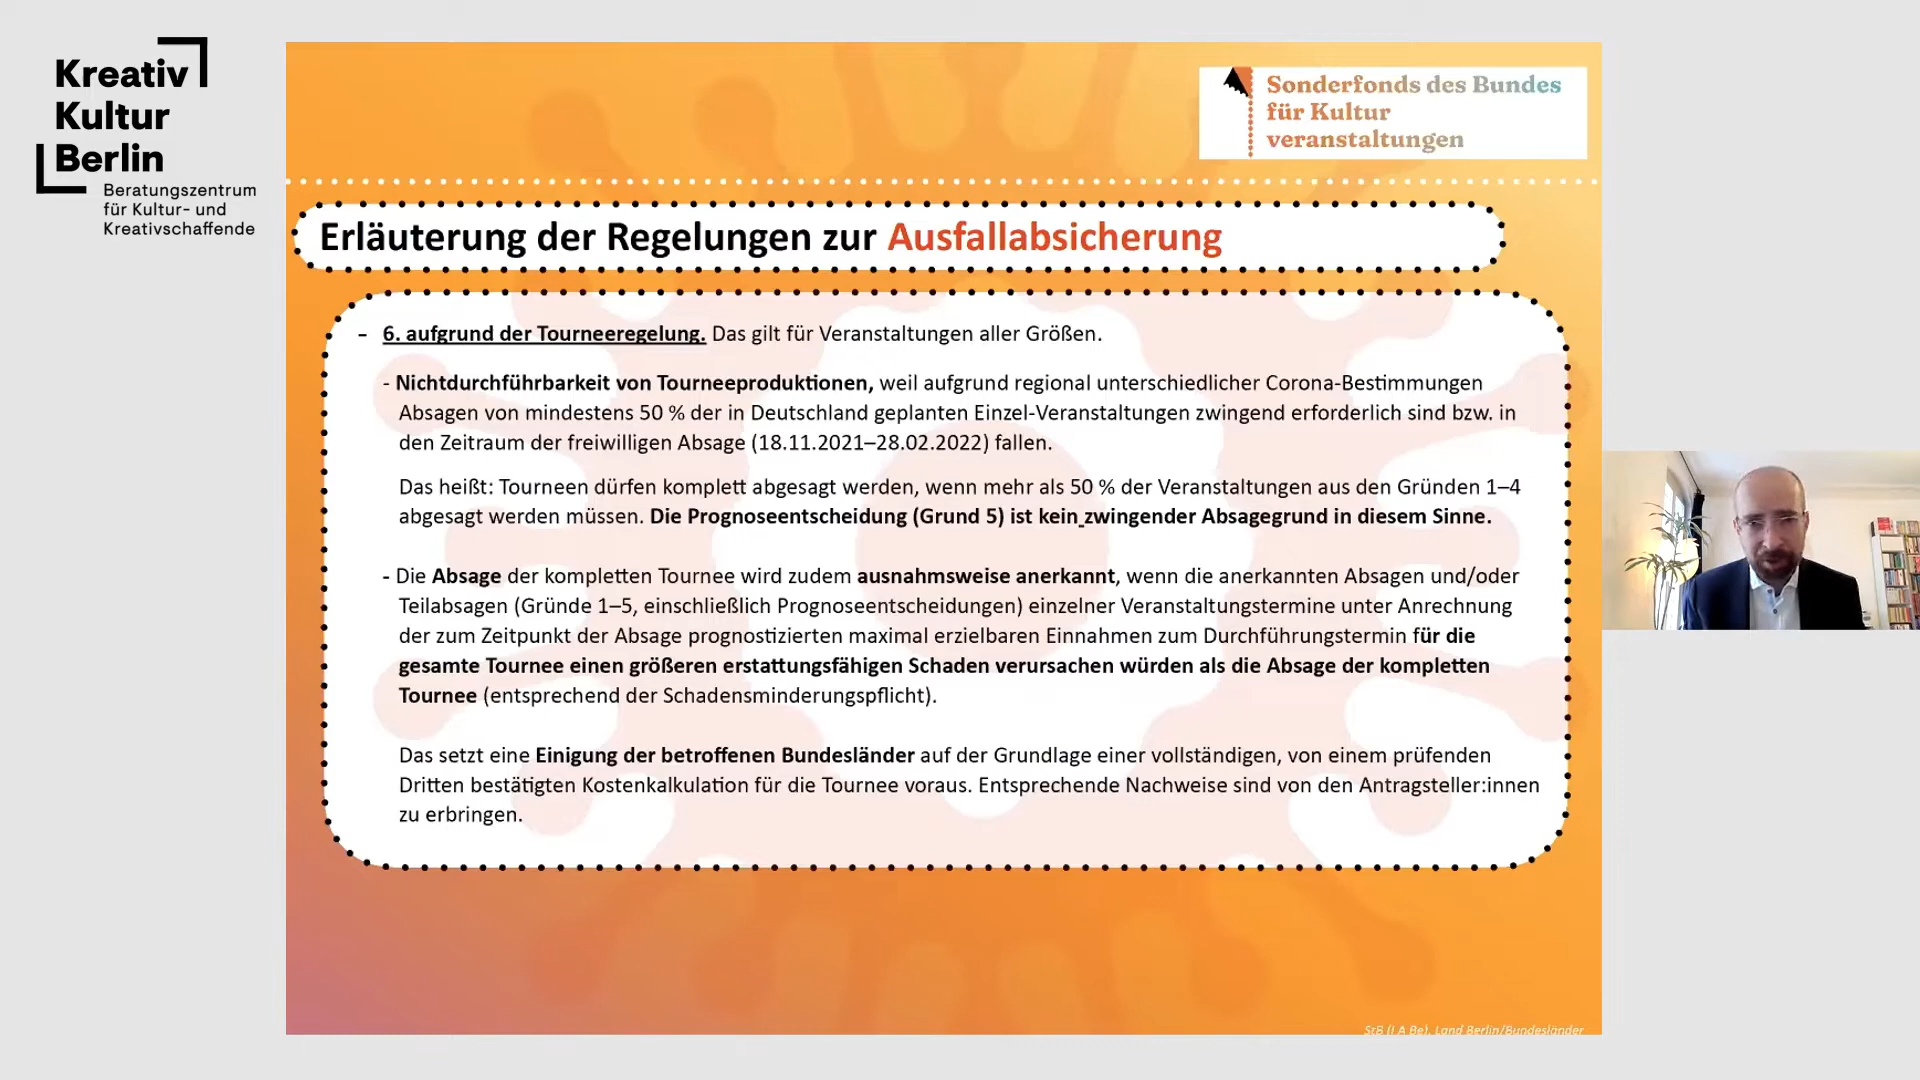 Kreativ
Kultur
Berlin
Beratungszentrum
für Kultur- und
Kreativschaffende
Sonderfonds des Bundes
für Kultur
veranstaltungen
Erläuterung der Regelungen zur Ausfallabsicherung
- 6. aufgrund der Tourneeregelung. Das gilt für Veranstaltungen aller Größen.
- Nichtdurchführbarkeit von Tourneeproduktionen, weil aufgrund regional unterschiedlicher Corona-Bestimmungen
Absagen von mindestens 50 % der in Deutschland geplanten Einzel-Veranstaltungen zwingend erforderlich sind bzw. in
den Zeitraum der freiwilligen Absage (18.11.2021–28.02.2022) fallen.
Das heißt: Tourneen dürfen komplett abgesagt werden, wenn mehr als 50 % der Veranstaltungen aus den Gründen 1–4
abgesagt werden müssen. Die Prognoseentscheidung (Grund 5) ist kein zwingender Absagegrund in diesem Sinne.
- Die Absage der kompletten Tournee wird zudem ausnahmsweise anerkannt, wenn die anerkannten Absagen und/oder
Teilabsagen (Gründe 1–5, einschließlich Prognoseentscheidungen) einzelner Veranstaltungstermine unter Anrechnung
der zum Zeitpunkt der Absage prognostizierten maximal erzielbaren Einnahmen zum Durchführungstermin für die
gesamte Tournee einen größeren erstattungsfähigen Schaden verursachen würden als die Absage der kompletten
Tournee (entsprechend der Schadensminderungspflicht).
Das setzt eine Einigung der betroffenen Bundesländer auf der Grundlage einer vollständigen, von einem prüfenden
Dritten bestätigten Kostenkalkulation für die Tournee voraus. Entsprechende Nachweise sind von den Antragsteller:innen
zu erbringen.
StB (I A Be), Land Berlin/Bundesländer